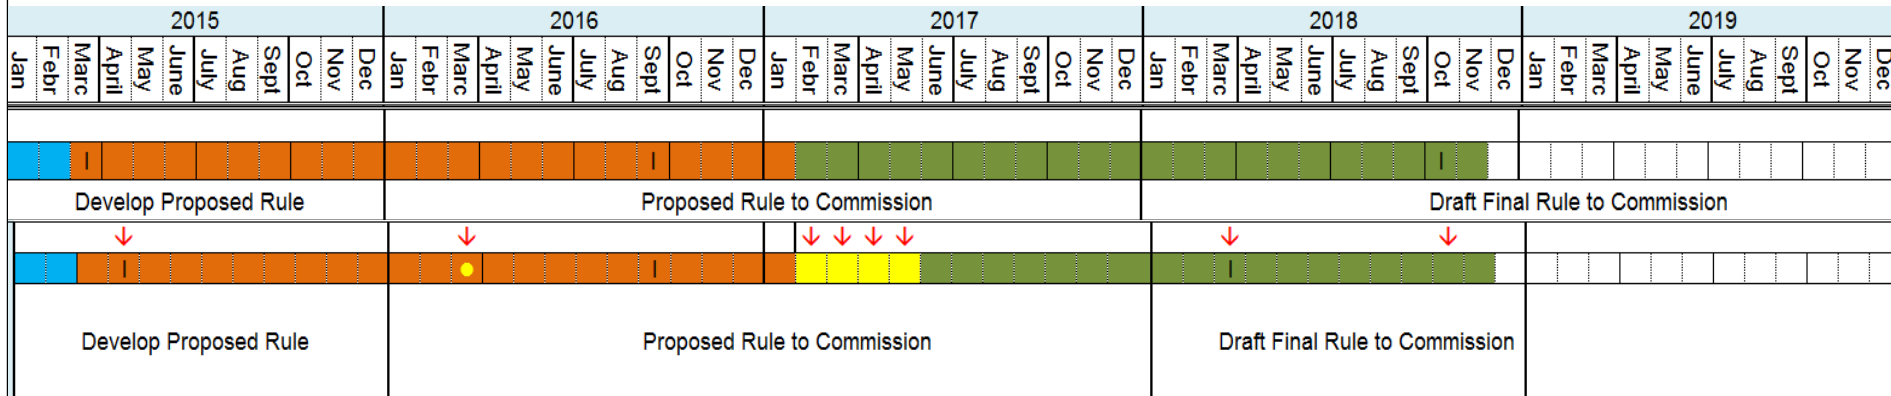 2015 2016 2017 2018 2019
Jan Febr Marc April May June July Aug Sept Oct Nov Dec Jan Febr Marc April May June July Aug Sept Oct Nov Dec Jan Febr Marc April May June July Aug Sept Oct Nov Dec Jan Febr Marc April May June July Aug Sept Oct Nov Dec Jan Febr Marc April May June July Aug Sept Oct Nov Dec
I I I
Develop Proposed Rule Proposed Rule to Commission Draft Final Rule to Commission
I I I
Develop Proposed Rule Proposed Rule to Commission Draft Final Rule to Commission